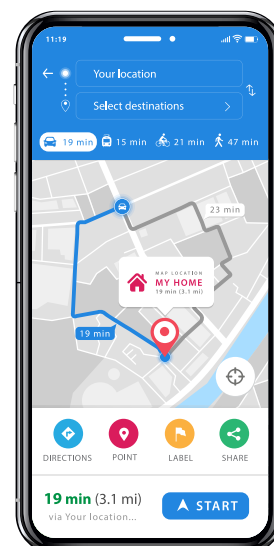 11:19
Your location
Select destinations
19 min 15 min 21 min 47 min
23 min
MAP LOCATION
MY HOME
19 min (3.1 mi)
19 min
DIRECTIONS POINT LABEL SHARE
19 min (3.1 mi)
via Your location...
START